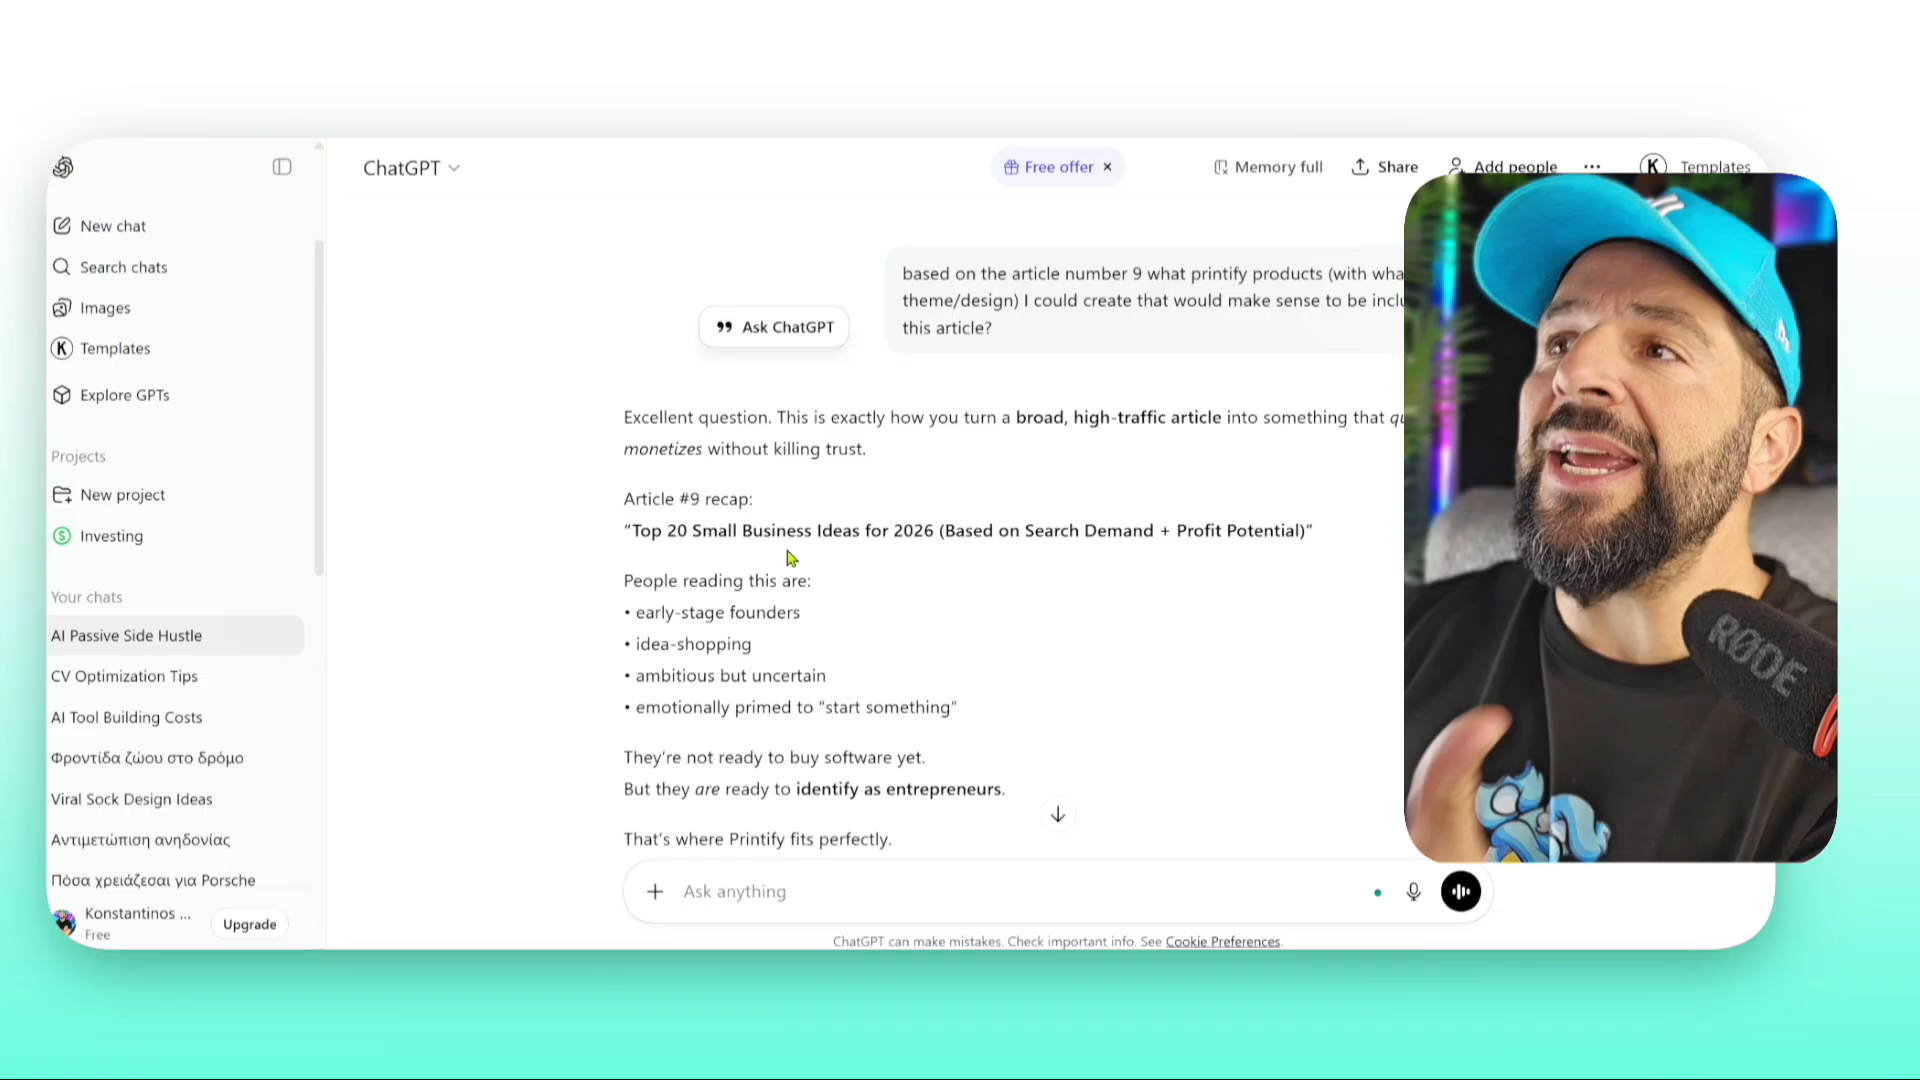 ChatGPT
Free offer ×
Memory full
Share
Add people
K
Templates
New chat
Search chats
Images
K Templates
Explore GPTs
Projects
New project
$ Investing
Your chats
AI Passive Side Hustle
CV Optimization Tips
AI Tool Building Costs
Φροντίδα ζώου στο δρόμο
Viral Sock Design Ideas
Αντιμετώπιση ανηδονίας
Πόσα χρειάζεσαι για Porsche
Konstantinos ...
Free
Upgrade
based on the article number 9 what printify products (with
theme/design) I could create that would make sense to be
this article?
Ask ChatGPT
Excellent question. This is exactly how you turn a broad, high-traffic article into something that
monetizes without killing trust.
Article #9 recap:
“Top 20 Small Business Ideas for 2026 (Based on Search Demand + Profit Potential)”
People reading this are:
• early-stage founders
• idea-shopping
• ambitious but uncertain
• emotionally primed to “start something”
They’re not ready to buy software yet.
But they are ready to identify as entrepreneurs.
That’s where Printify fits perfectly.
Ask anything
ChatGPT can make mistakes. Check important info. See Cookie Preferences.
RØDE